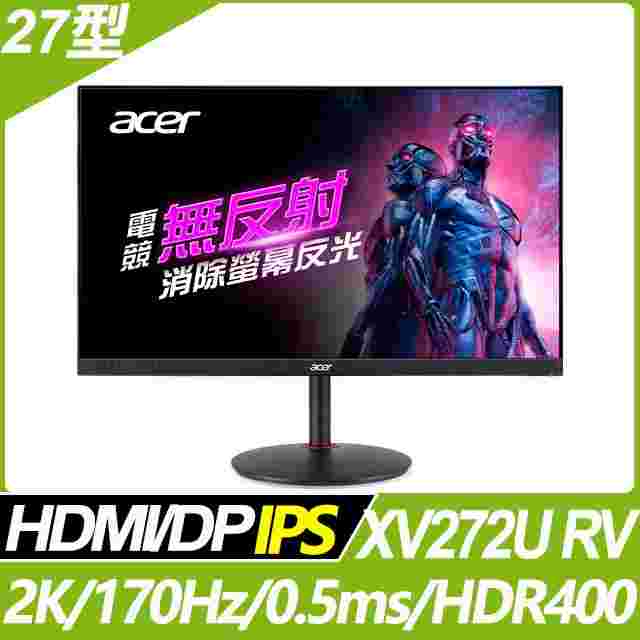 27型
acer
電競
無反射
消除螢幕反光
acer
HDMI/DP IPS XV272U RV
2K/170Hz/0.5ms/HDR400